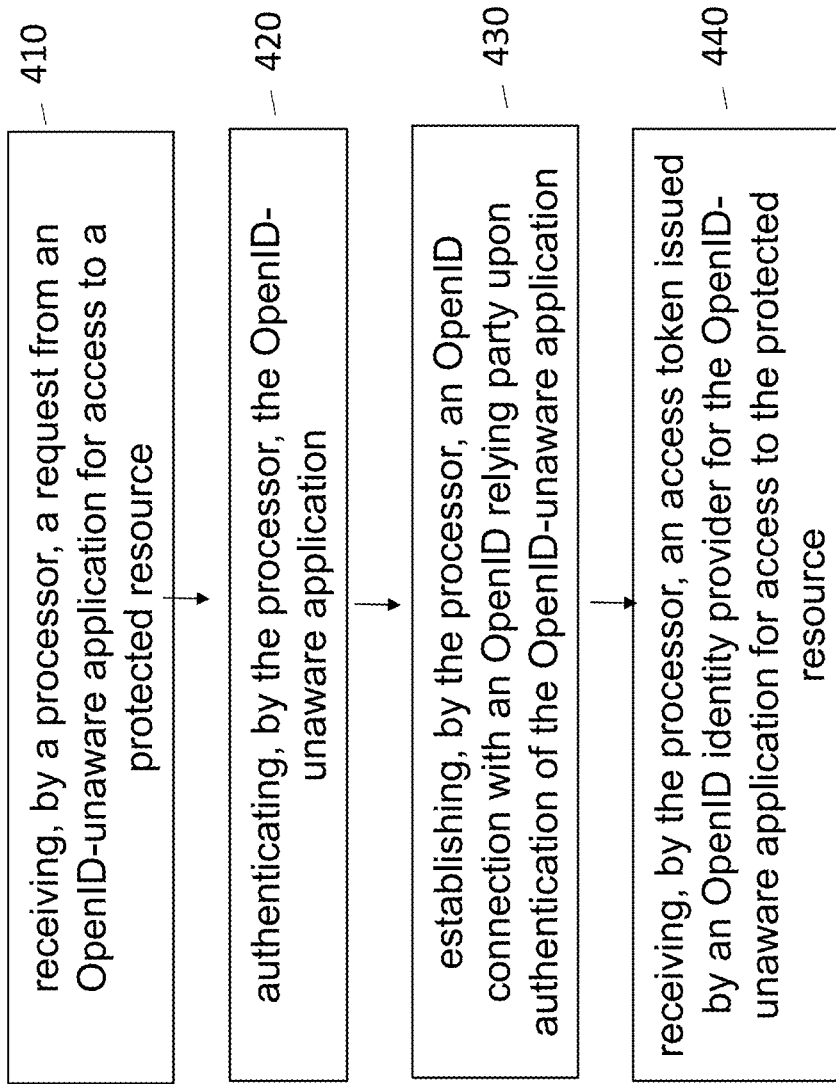 receiving, by a processor, a request from an
OpenID-unaware application for access to a
protected resource
410
authenticating, by the processor, the OpenID-
unaware application
420
establishing, by the processor, an OpenID
connection with an OpenID relying party upon
authentication of the OpenID-unaware application
430
receiving, by the processor, an access token issued
by an OpenID identity provider for the OpenID-
unaware application for access to the protected
resource
440